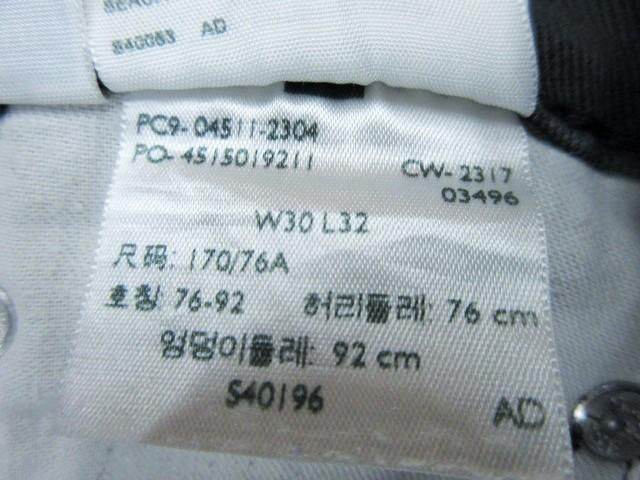 S40083 AD
PC9- 04511-2304
PO- 4515019211
CW- 2317
03496
W30 L32
尺码: 170/76A
호칭: 76-92 허리둘레: 76 cm
엉덩이둘레: 92 cm
S40196
AD